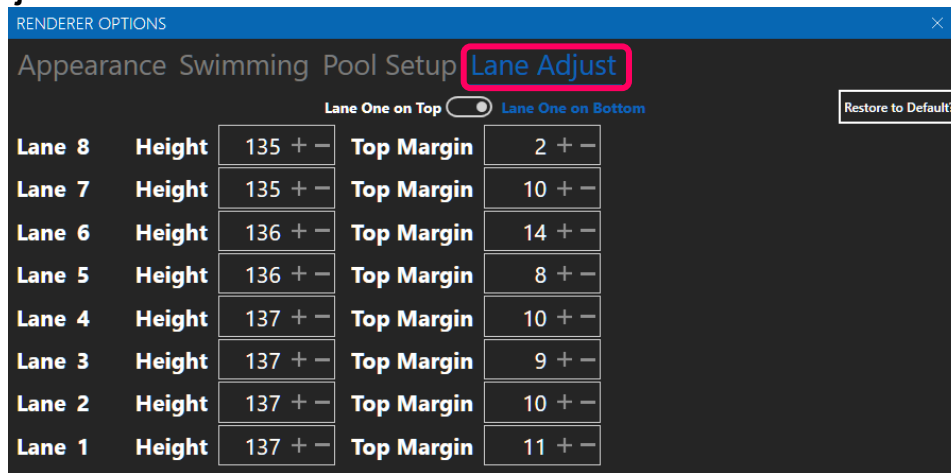 RENDERER OPTIONS
Appearance Swimming Pool Setup Lane Adjust
Lane One on Top Lane One on Bottom Restore to Default?
Lane 8 Height 135 + − Top Margin 2 + −
Lane 7 Height 135 + − Top Margin 10 + −
Lane 6 Height 136 + − Top Margin 14 + −
Lane 5 Height 136 + − Top Margin 8 + −
Lane 4 Height 137 + − Top Margin 10 + −
Lane 3 Height 137 + − Top Margin 9 + −
Lane 2 Height 137 + − Top Margin 10 + −
Lane 1 Height 137 + − Top Margin 11 + −